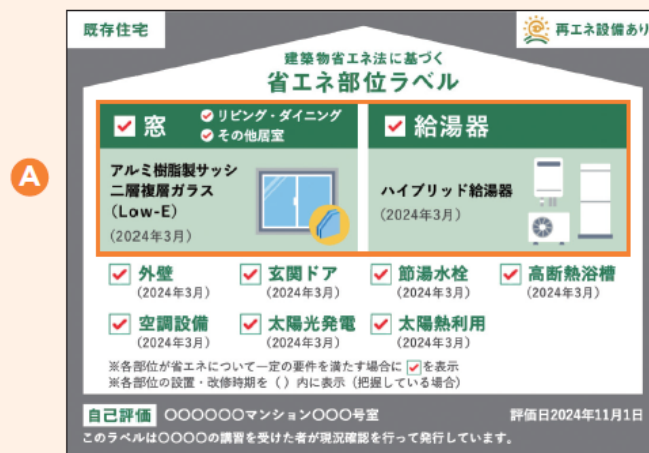 既存住宅
再エネ設備あり
建築物省エネ法に基づく
省エネ部位ラベル
A
窓
リビング・ダイニング
その他居室
給湯器
アルミ樹脂製サッシ
二層複層ガラス
(Low-E)
(2024年3月)
ハイブリッド給湯器
(2024年3月)
外壁 玄関ドア 節湯水栓 高断熱浴槽
(2024年3月) (2024年3月) (2024年3月) (2024年3月)
空調設備 太陽光発電 太陽熱利用
(2024年3月) (2024年3月) (2024年3月)
※各部位が省エネについて一定の要件を満たす場合に☑を表示
※各部位の設置・改修時期を ( ) 内に表示 (把握している場合)
自己評価 〇〇〇〇〇〇マンション〇〇〇号室 評価日2024年11月1日
このラベルは〇〇〇〇の講習を受けた者が現況確認を行って発行しています。